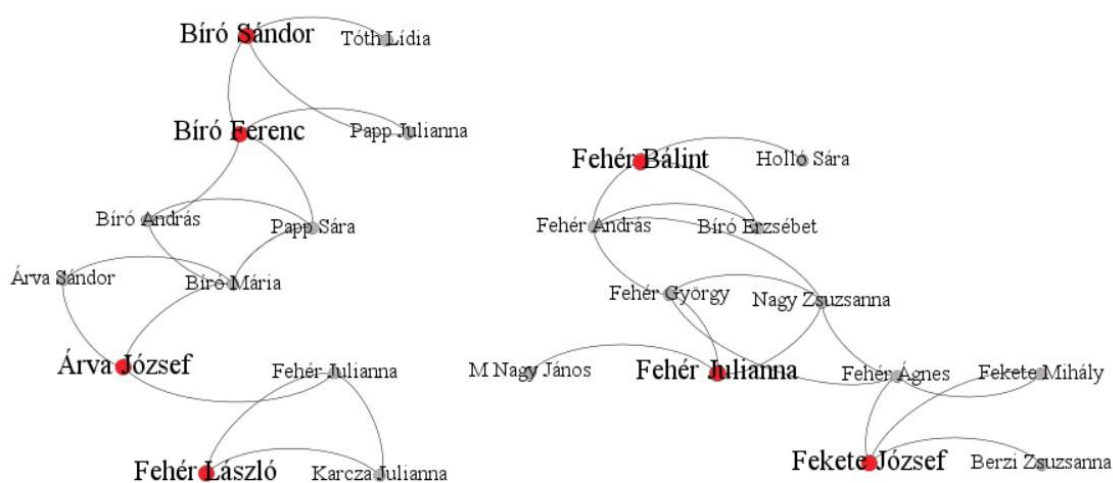 Bíró Sándor
Tóth Lídia
Bíró Ferenc
Papp Julianna
Bíró András
Papp Sára
Árva Sándor
Bíró Mária
Árva József
Fehér Julianna
Fehér László
Karcza Julianna
Fehér Bálint
Holló Sára
Fehér András
Bíró Erzsébet
Fehér György
Nagy Zsuzsanna
M Nagy János
Fehér Julianna
Fehér Ágnes
Fekete Mihály
Fekete József
Berzi Zsuzsanna